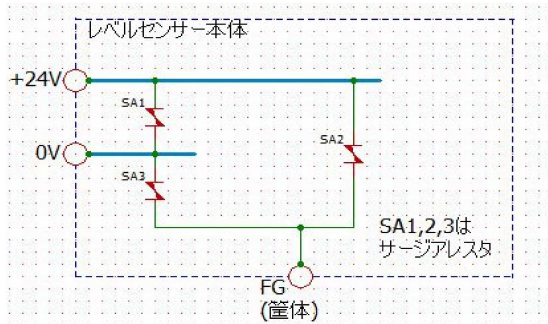 レベルセンサー本体
+24V
SA1
SA2
0V
SA3
SA1,2,3は
サージアレスタ
FG
(筐体)